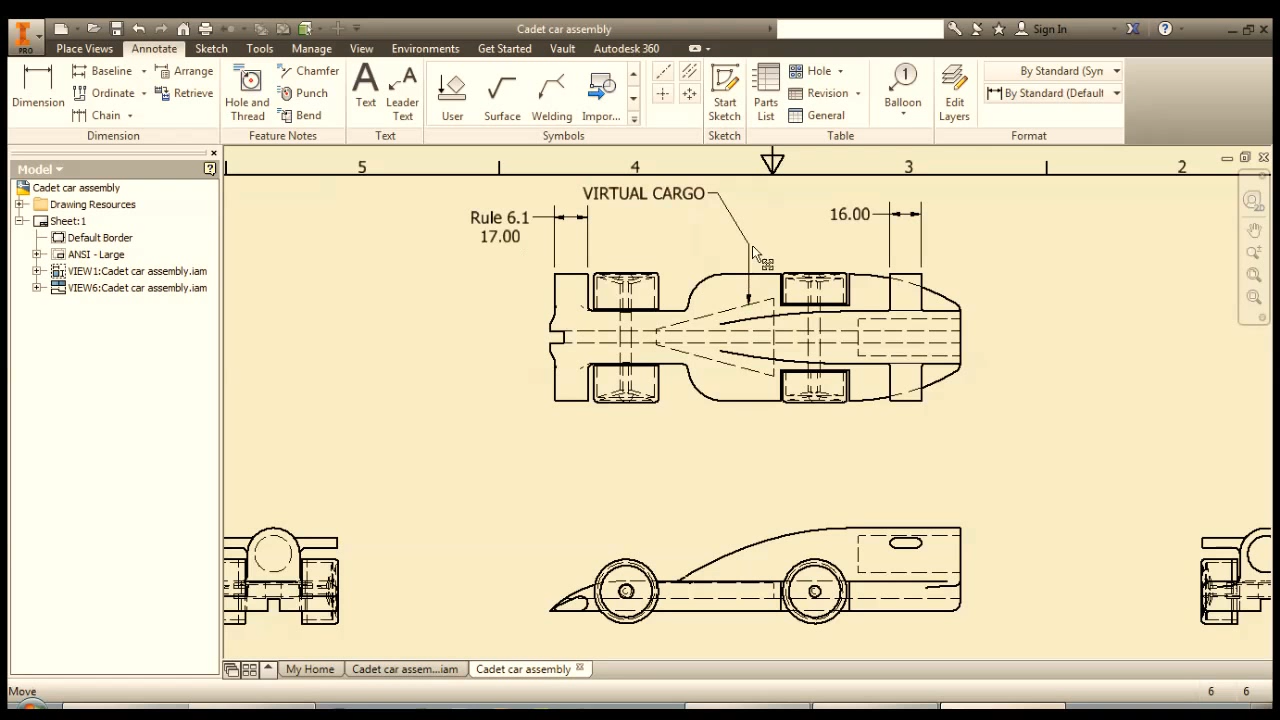 Cadet car assembly
Sign In
PRO
Place Views Annotate Sketch Tools Manage View Environments Get Started Vault Autodesk 360
Baseline Arrange Chamfer Hole By Standard (Syn
Ordinate Retrieve Punch Revision By Standard (Default
Dimension Hole and Thread Text Leader Text User Surface Welding Impor... Start Sketch Parts List Balloon Edit Layers
Chain Bend General
Dimension Feature Notes Text Symbols Sketch Table Format
Model
5 4 3 2
Cadet car assembly
Drawing Resources
Sheet:1
Default Border
ANSI - Large
VIEW1:Cadet car assembly.iam
VIEW6:Cadet car assembly.iam
VIRTUAL CARGO
Rule 6.1
17.00
16.00
My Home Cadet car assem...iam Cadet car assembly
Move 6 6